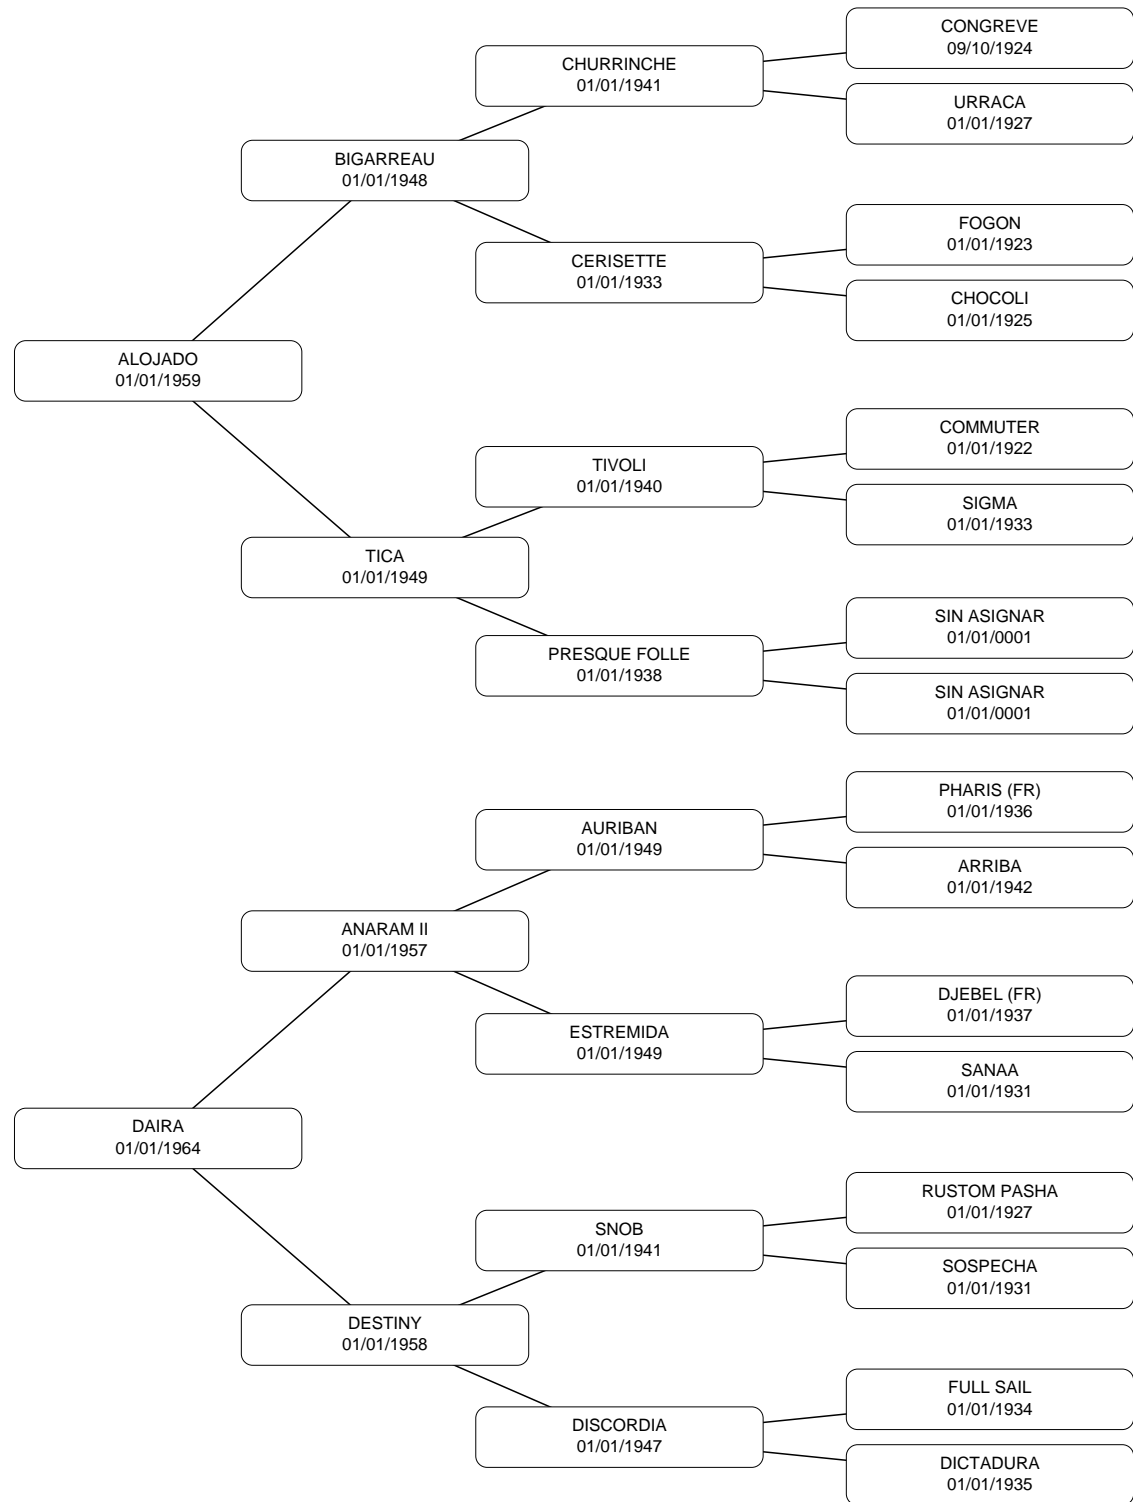 CONGREVE
09/10/1924
CHURRINCHE
01/01/1941
URRACA
01/01/1927
BIGARREAU
01/01/1948
FOGON
01/01/1923
CERISETTE
01/01/1933
CHOCOLI
01/01/1925
ALOJADO
01/01/1959
COMMUTER
01/01/1922
TIVOLI
01/01/1940
SIGMA
01/01/1933
TICA
01/01/1949
SIN ASIGNAR
01/01/0001
PRESQUE FOLLE
01/01/1938
SIN ASIGNAR
01/01/0001
PHARIS (FR)
01/01/1936
AURIBAN
01/01/1949
ARRIBA
01/01/1942
ANARAM II
01/01/1957
DJEBEL (FR)
01/01/1937
ESTREMIDA
01/01/1949
SANAA
01/01/1931
DAIRA
01/01/1964
RUSTOM PASHA
01/01/1927
SNOB
01/01/1941
SOSPECHA
01/01/1931
DESTINY
01/01/1958
FULL SAIL
01/01/1934
DISCORDIA
01/01/1947
DICTADURA
01/01/1935